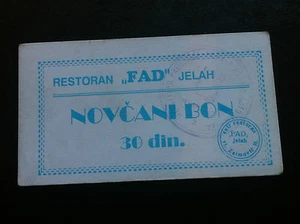 RESTORAN „FAD” JELAH
NOVČANI BON
30 din.
FAD,
jelah